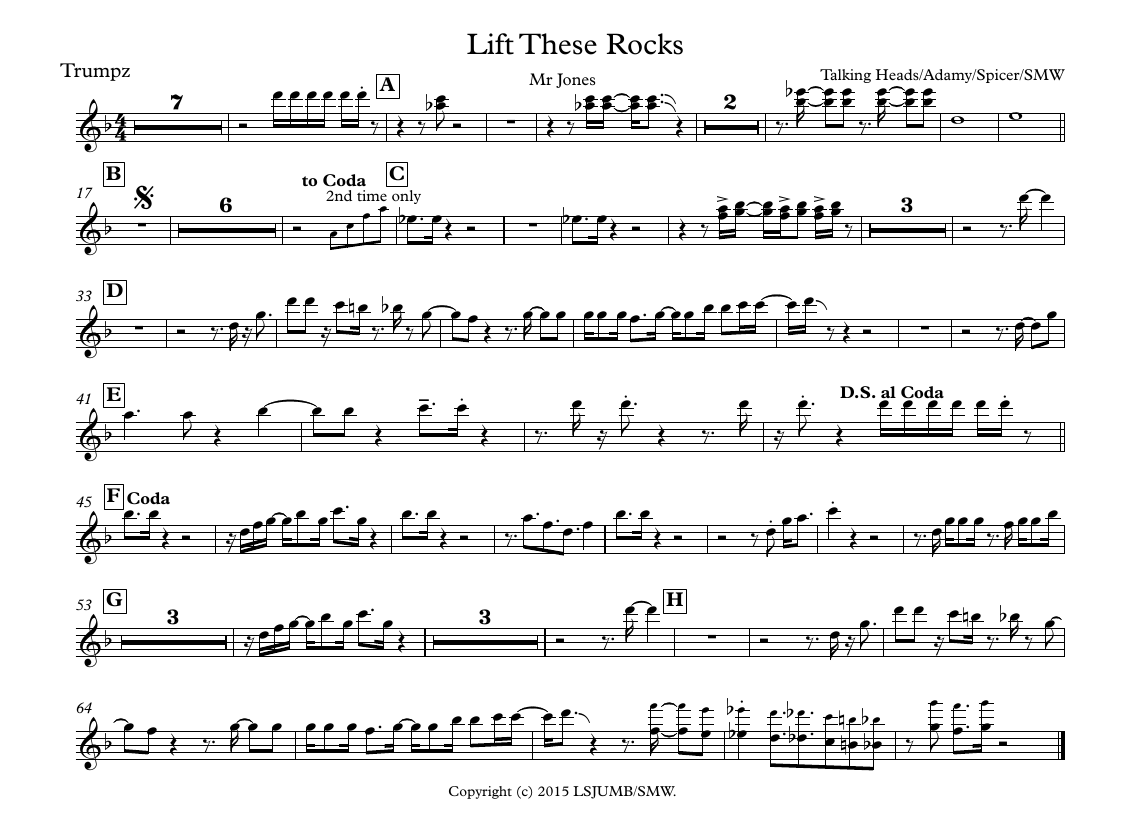 Lift These Rocks
Trumpz
Mr Jones
Talking Heads/Adamy/Spicer/SMW
7
A
2
17
B
6
to Coda
2nd time only
C
3
33
D
41
E
D.S. al Coda
45
F Coda
53
G
3
3
H
64
Copyright (c) 2015 LSJUMB/SMW.